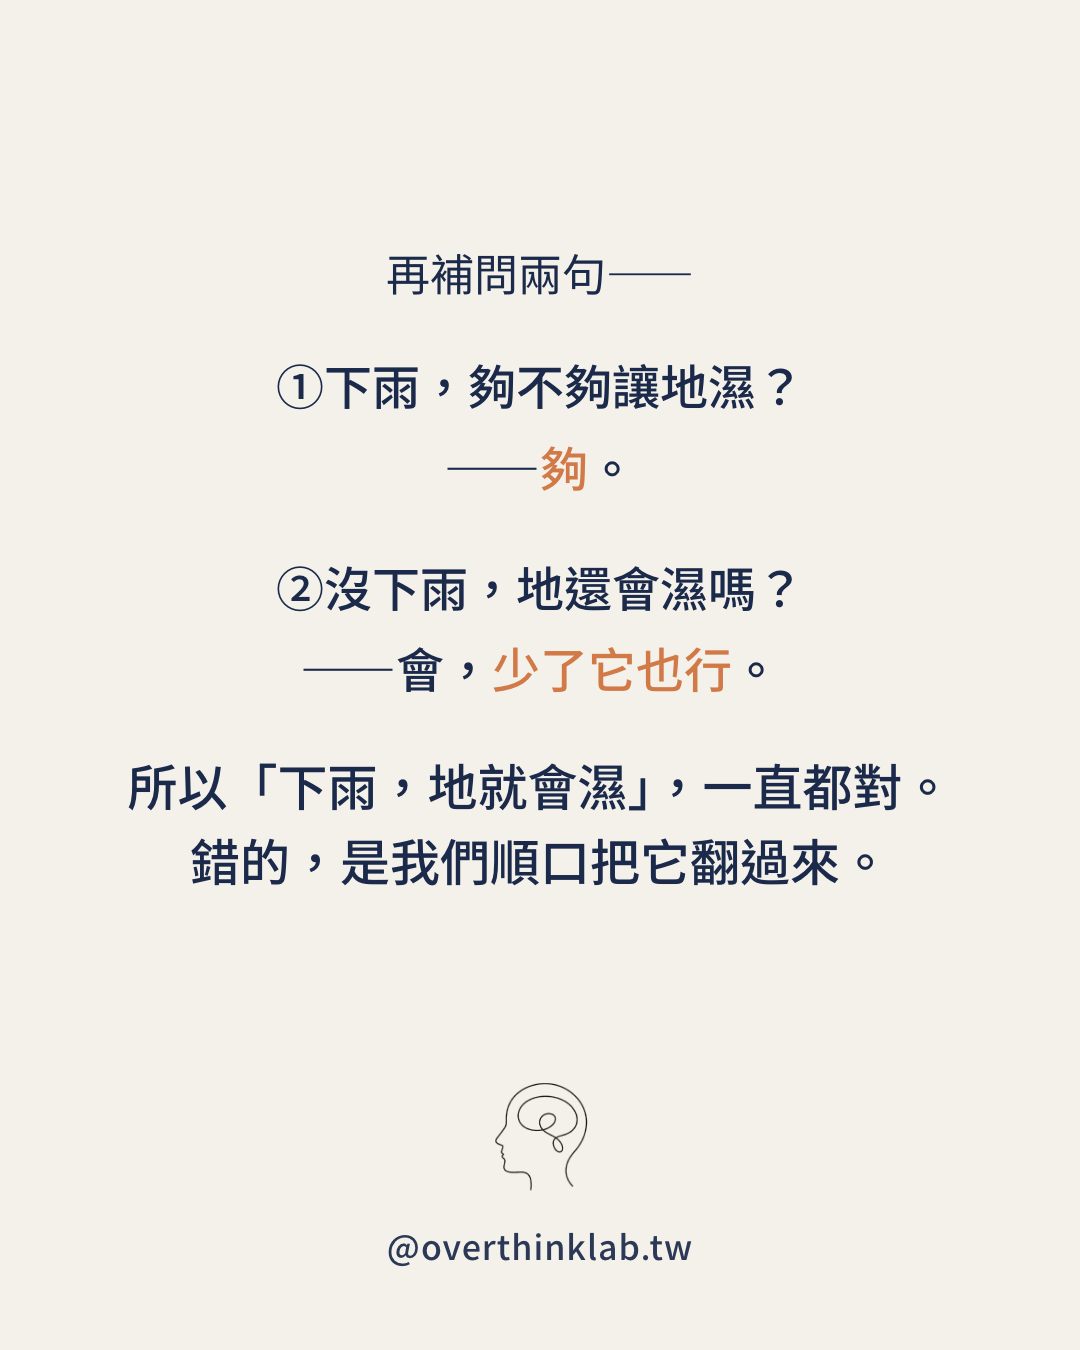 再補問兩句——
①下雨，夠不夠讓地濕？
——夠。
②沒下雨，地還會濕嗎？
——會，少了它也行。
所以「下雨，地就會濕」，一直都對。
錯的，是我們順口把它翻過來。
@overthinklab.tw